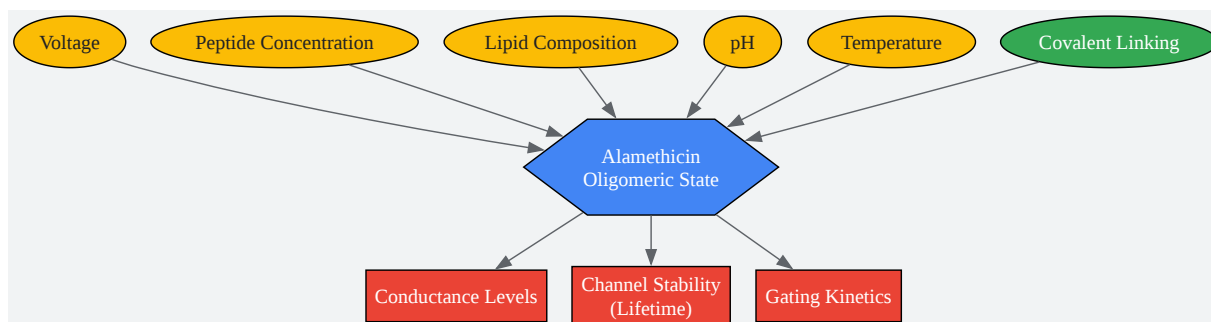 Voltage
Peptide Concentration
Lipid Composition
pH
Temperature
Covalent Linking
Alamethicin
Oligomeric State
Conductance Levels
Channel Stability
(Lifetime)
Gating Kinetics